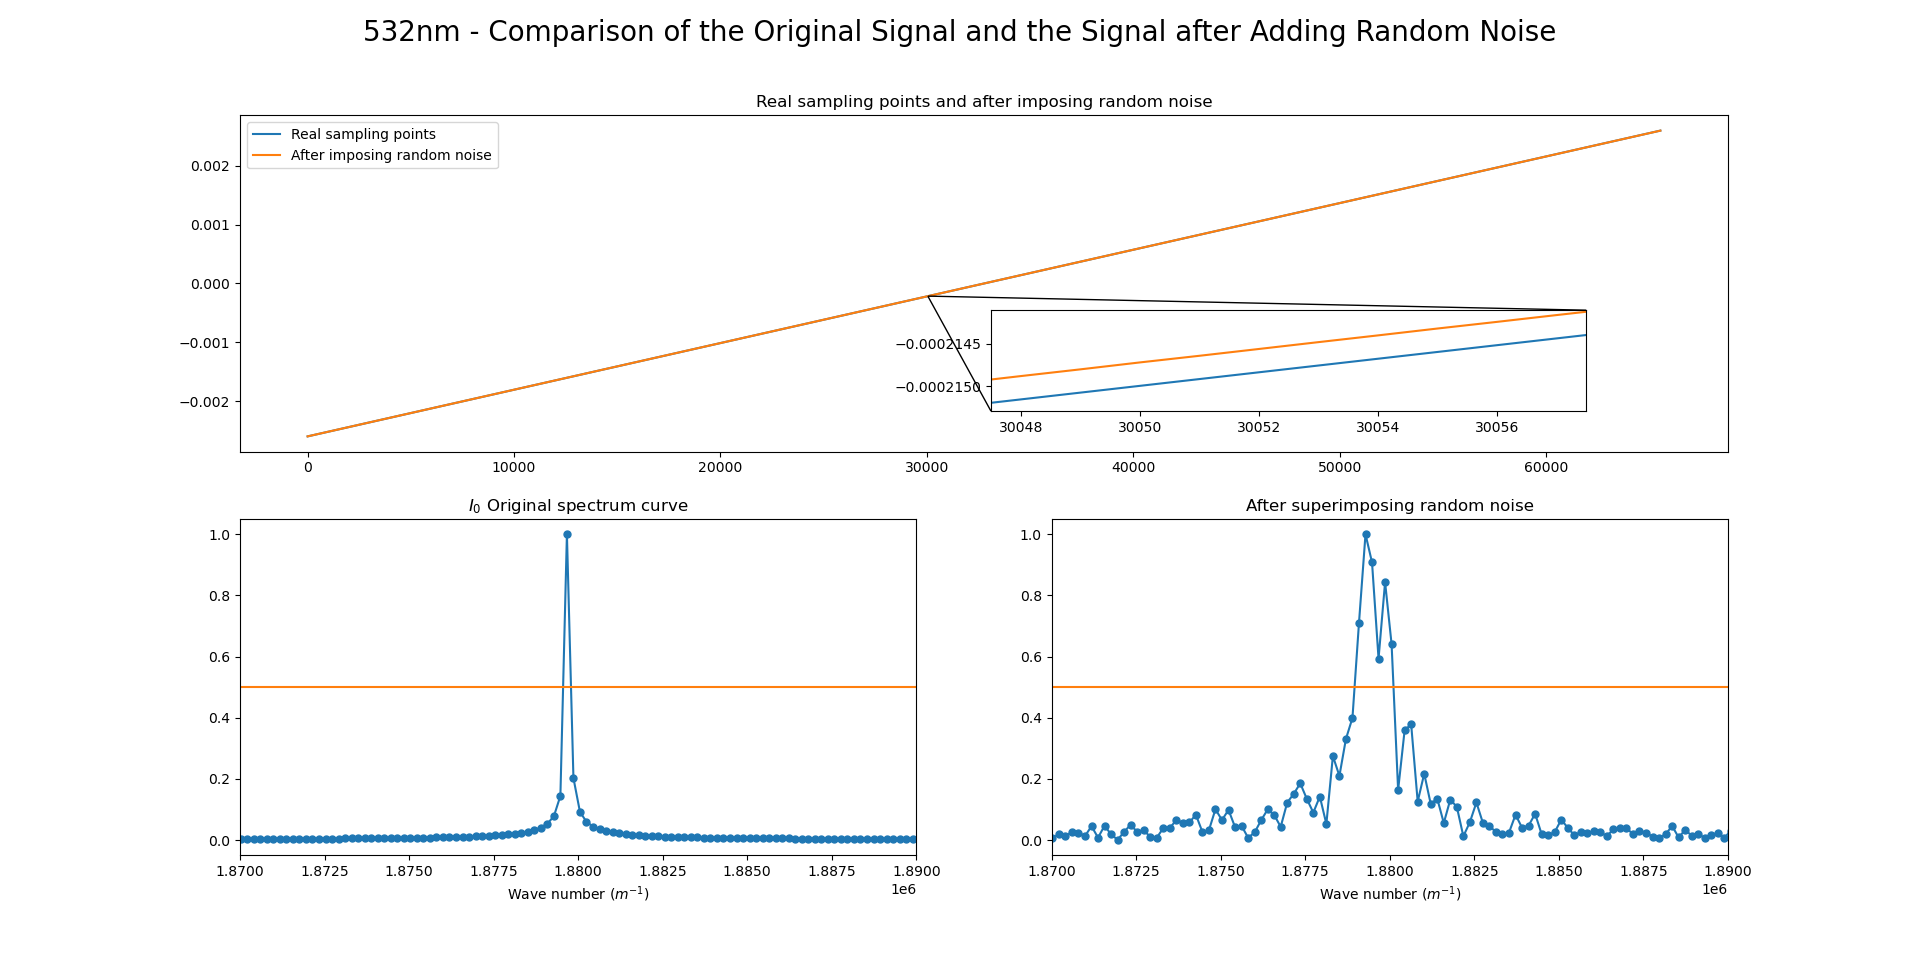 532nm - Comparison of the Original Signal and the Signal after Adding Random Noise
Real sampling points and after imposing random noise
Real sampling points
After imposing random noise
0.002
0.001
0.000
−0.001
−0.002
−0.0002145
−0.0002150
30048 30050 30052 30054 30056
0 10000 20000 30000 40000 50000 60000
I₀ Original spectrum curve
1.0
0.8
0.6
0.4
0.2
0.0
1.8700 1.8725 1.8750 1.8775 1.8800 1.8825 1.8850 1.8875 1.8900
1e6
Wave number (m⁻¹)
After superimposing random noise
1.0
0.8
0.6
0.4
0.2
0.0
1.8700 1.8725 1.8750 1.8775 1.8800 1.8825 1.8850 1.8875 1.8900
1e6
Wave number (m⁻¹)